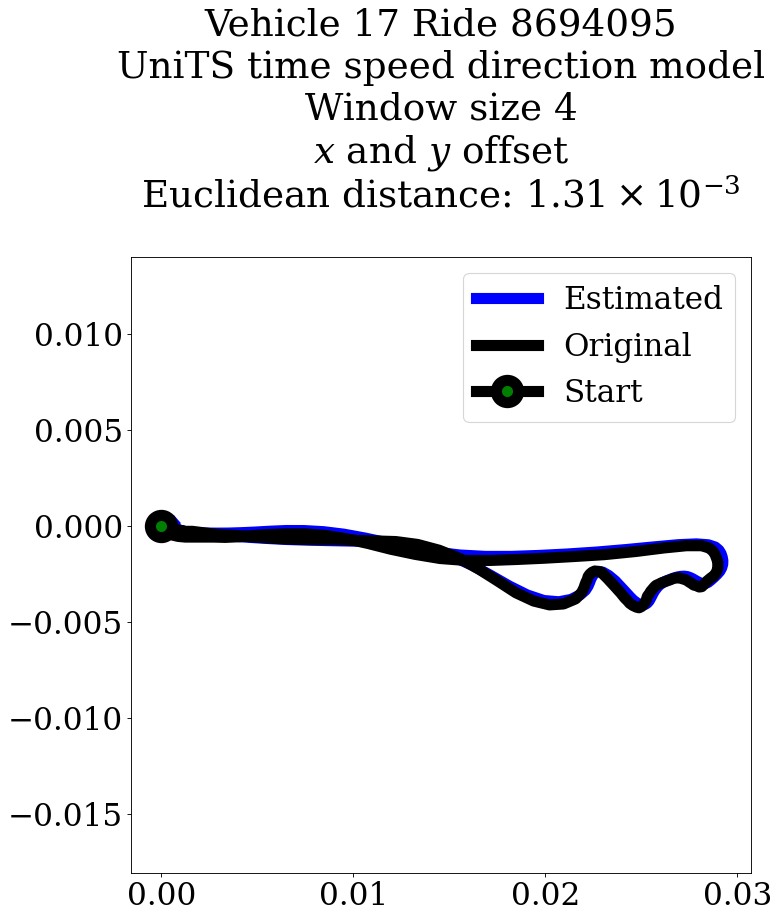 Vehicle 17 Ride 8694095
UniTS time speed direction model
Window size 4
x and y offset
Euclidean distance: 1.31 × 10⁻³
Estimated
Original
Start
0.010
0.005
0.000
−0.005
−0.010
−0.015
0.00 0.01 0.02 0.03